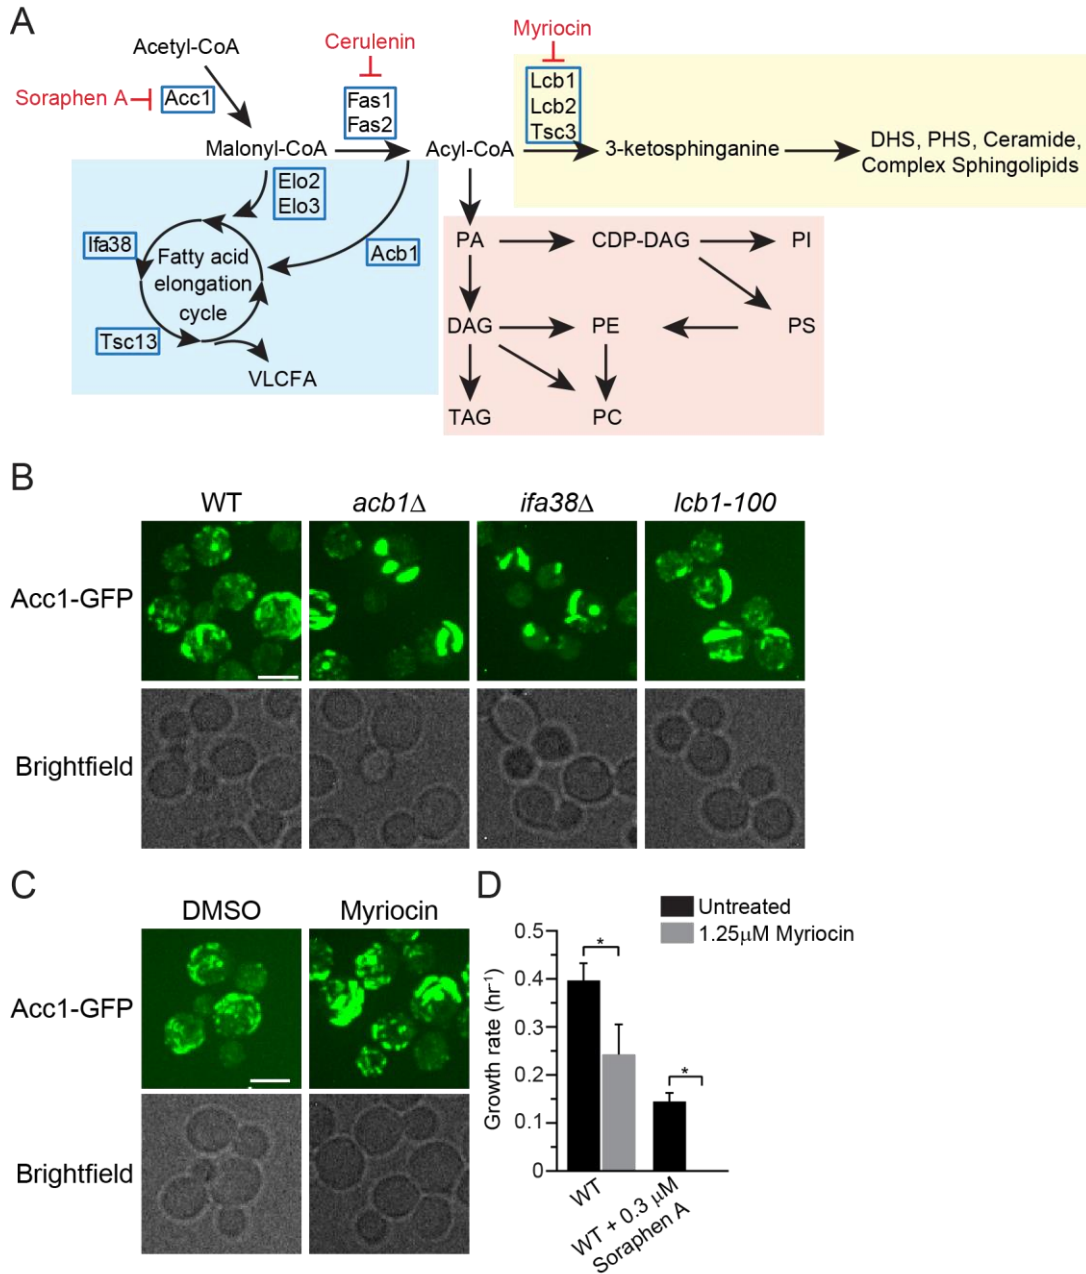 A
Acetyl-CoA
Soraphen A
Acc1
Cerulenin
Fas1
Fas2
Myriocin
Lcb1
Lcb2
Tsc3
Malonyl-CoA
Acyl-CoA
3-ketosphinganine
DHS, PHS, Ceramide,
Complex Sphingolipids
Elo2
Elo3
Ifa38
Fatty acid
elongation
cycle
Acb1
Tsc13
VLCFA
PA
CDP-DAG
PI
DAG
PE
PS
TAG
PC
B
WT
acb1Δ
ifa38Δ
lcb1-100
Acc1-GFP
Brightfield
C
DMSO
Myriocin
Acc1-GFP
Brightfield
D
Untreated
1.25μM Myriocin
Growth rate (hr⁻¹)
0.5
0.4
0.3
0.2
0.1
0
*
*
WT
WT + 0.3 μM
Soraphen A